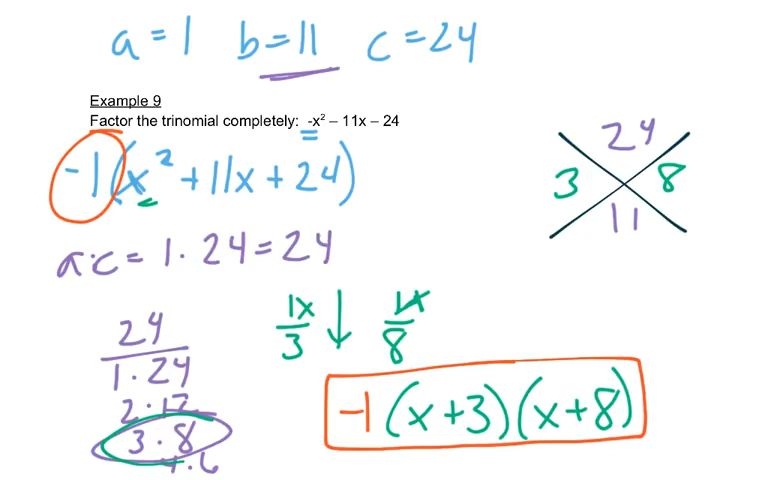 a = 1 b = 11 c = 24
Example 9
Factor the trinomial completely: -x² – 11x – 24
-1(x² + 11x + 24)
24
3 8
11
a·c = 1 · 24 = 24
1x/3 ↓ 1x/8
24
1 · 24
2 · 12
3 · 8
4 · 6
-1(x+3)(x+8)